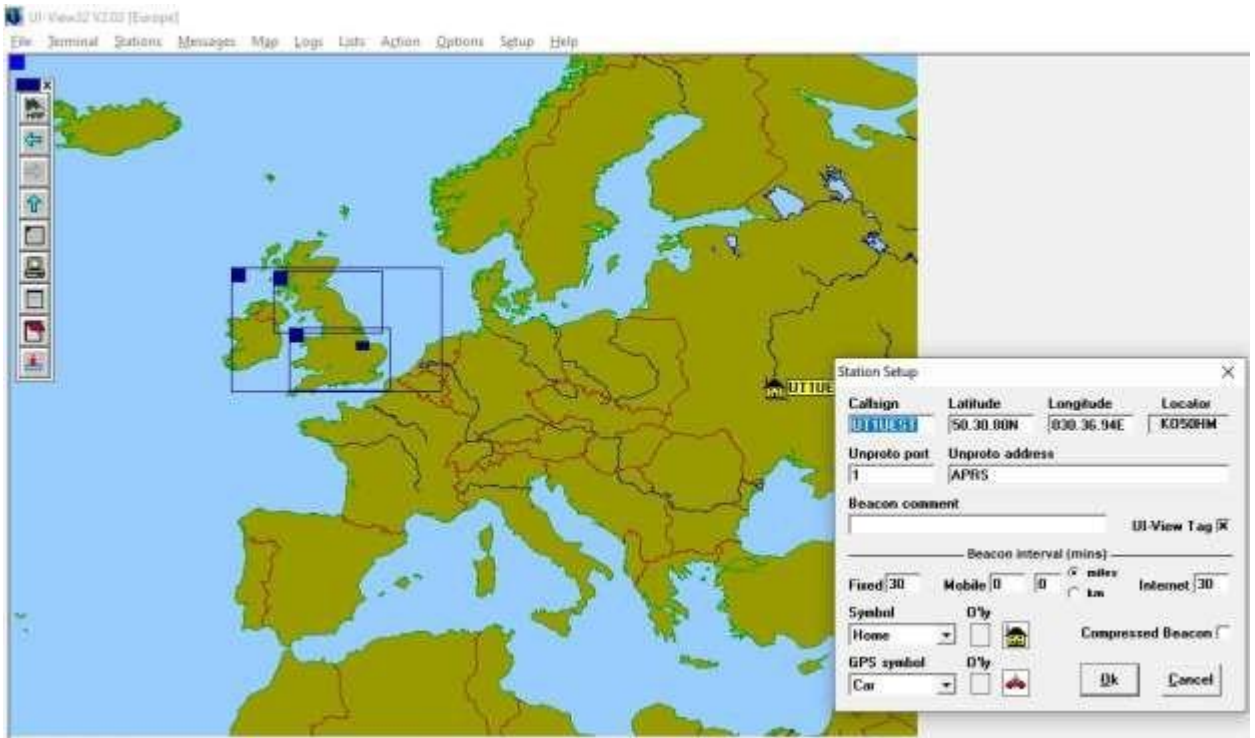 UI-View32 V2.03 [Europe]
File Terminal Stations Messages Map Logs Lists Action Options Setup Help
MAP
UT1UE
Station Setup
Callsign Latitude Longitude Locator
UT1UEST 50.30.00N 030.36.94E KO50HM
Unproto port Unproto address
1 APRS
Beacon comment
UI-View Tag
Beacon interval (mins)
Fixed 30 Mobile 0 0 miles km Internet 30
Symbol O'ly
Home Compressed Beacon
GPS symbol O'ly
Car Ok Cancel